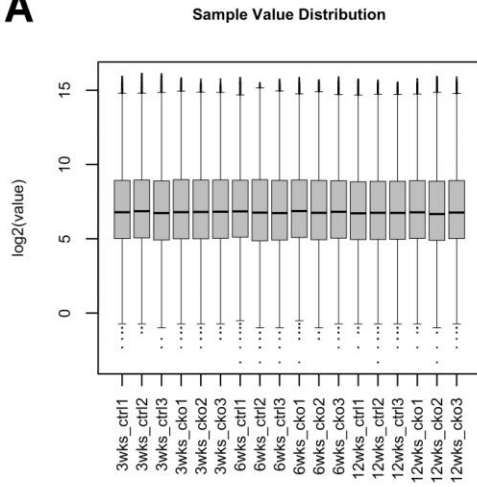 A
Sample Value Distribution
log2(value)
15
10
5
0
3wks_ctrl1
3wks_ctrl2
3wks_ctrl3
3wks_cko1
3wks_cko2
3wks_cko3
6wks_ctrl1
6wks_ctrl2
6wks_ctrl3
6wks_cko1
6wks_cko2
6wks_cko3
12wks_ctrl1
12wks_ctrl2
12wks_ctrl3
12wks_cko1
12wks_cko2
12wks_cko3